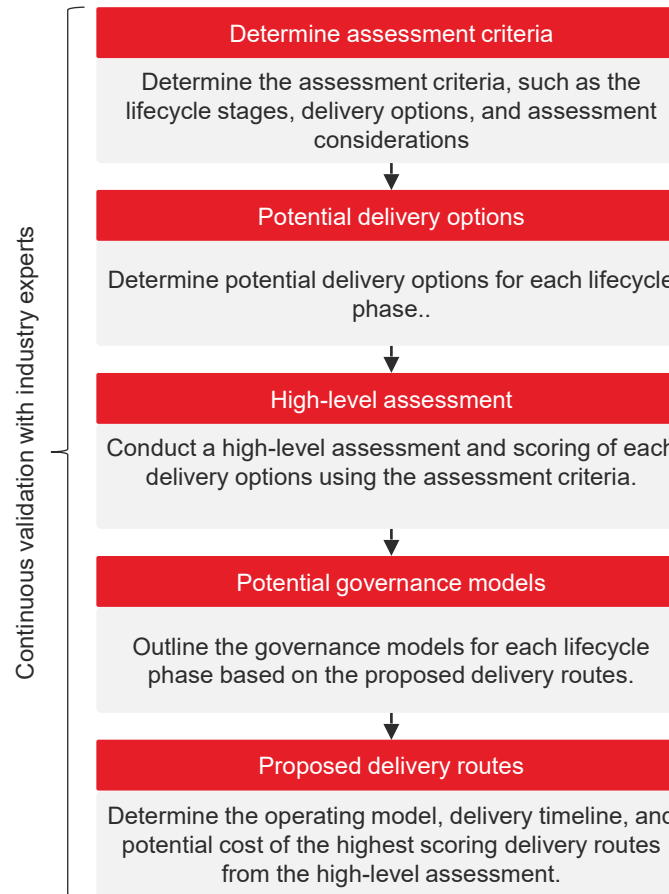 Continuous validation with industry experts
Determine assessment criteria
Determine the assessment criteria, such as the
lifecycle stages, delivery options, and assessment
considerations
Potential delivery options
Determine potential delivery options for each lifecycle
phase..
High-level assessment
Conduct a high-level assessment and scoring of each
delivery options using the assessment criteria.
Potential governance models
Outline the governance models for each lifecycle
phase based on the proposed delivery routes.
Proposed delivery routes
Determine the operating model, delivery timeline, and
potential cost of the highest scoring delivery routes
from the high-level assessment.